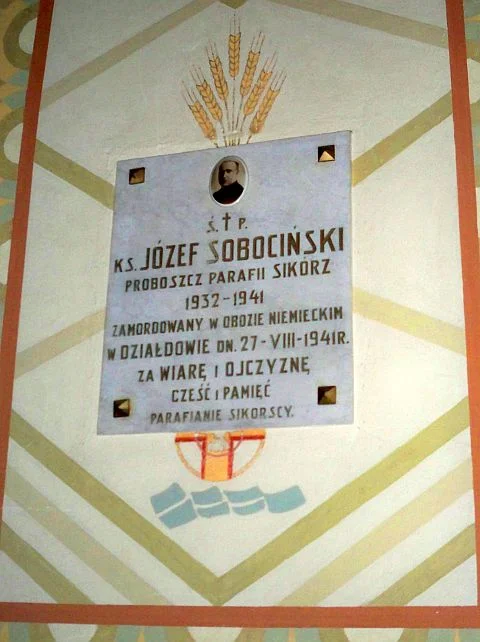 Ś. ✝ P.
KS. JÓZEF SOBOCIŃSKI
PROBOSZCZ PARAFII SIKÓRZ
1932-1941
ZAMORDOWANY W OBOZIE NIEMIECKIM
W DZIAŁDOWIE DN. 27-VIII-1941R.
ZA WIARĘ I OJCZYZNĘ
CZEŚĆ I PAMIĘĆ
PARAFIANIE SIKORSCY.